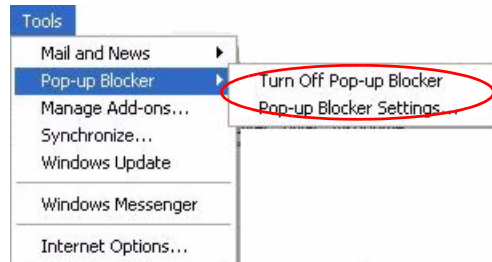 Tools
Mail and News
Pop-up Blocker
Turn Off Pop-up Blocker
Manage Add-ons...
Pop-up Blocker Settings...
Synchronize...
Windows Update
Windows Messenger
Internet Options...